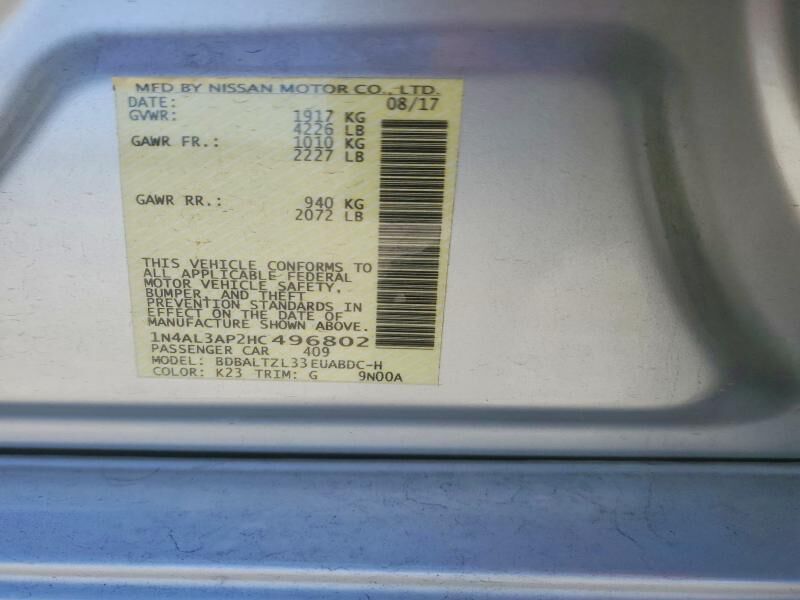 MFD BY NISSAN MOTOR CO., LTD.
DATE: 08/17
GVWR: 1917 KG
4226 LB
GAWR FR.: 1010 KG
2227 LB
GAWR RR.: 940 KG
2072 LB
THIS VEHICLE CONFORMS TO
ALL APPLICABLE FEDERAL
MOTOR VEHICLE SAFETY,
BUMPER, AND THEFT
PREVENTION STANDARDS IN
EFFECT ON THE DATE OF
MANUFACTURE SHOWN ABOVE.
1N4AL3AP2HC496802
PASSENGER CAR 409
MODEL: BDBALTZL33EUABDC-H
COLOR: K23 TRIM: G 9N00A